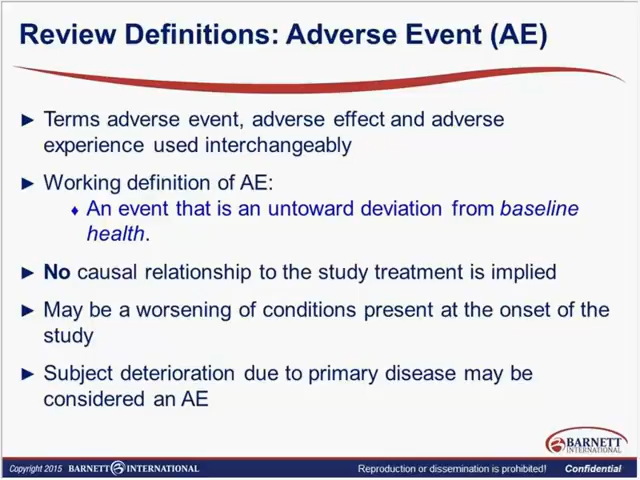 Review Definitions: Adverse Event (AE)
► Terms adverse event, adverse effect and adverse
experience used interchangeably
► Working definition of AE:
♦ An event that is an untoward deviation from baseline
health.
► No causal relationship to the study treatment is implied
► May be a worsening of conditions present at the onset of the
study
► Subject deterioration due to primary disease may be
considered an AE
BARNETT
INTERNATIONAL
Copyright 2015 BARNETT INTERNATIONAL Reproduction or dissemination is prohibited! Confidential